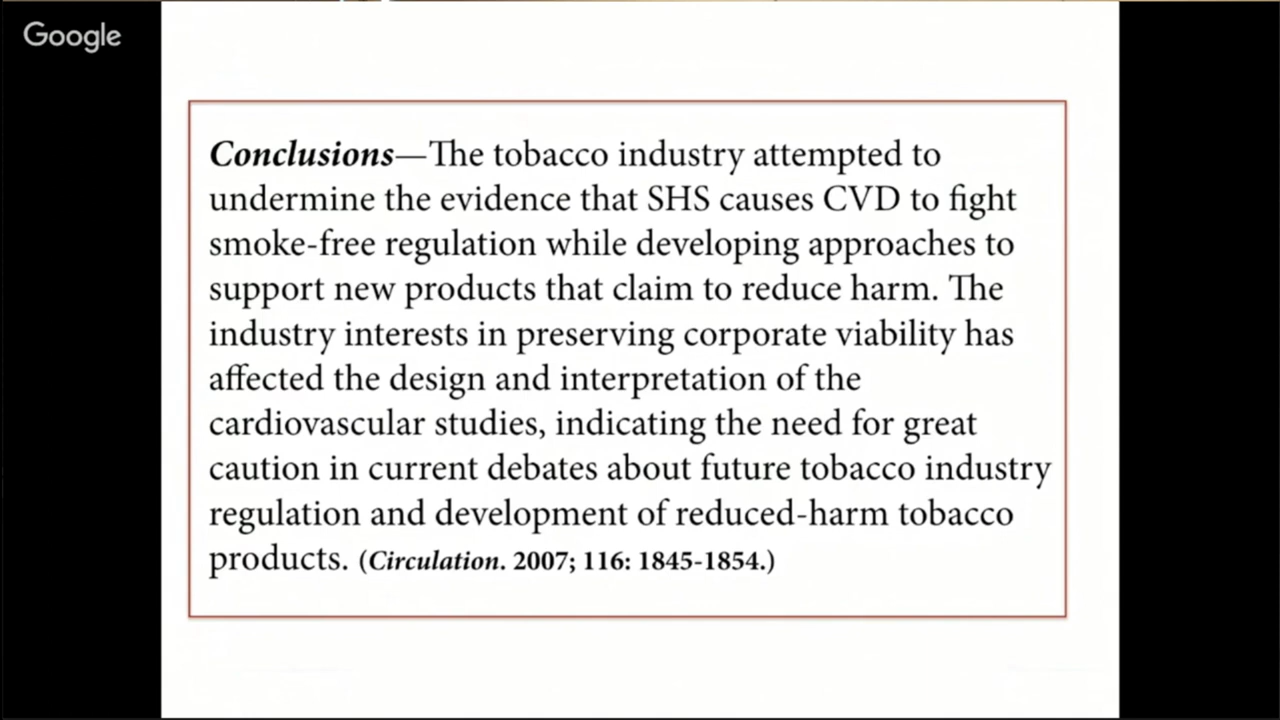 Google
Conclusions—The tobacco industry attempted to
undermine the evidence that SHS causes CVD to fight
smoke-free regulation while developing approaches to
support new products that claim to reduce harm. The
industry interests in preserving corporate viability has
affected the design and interpretation of the
cardiovascular studies, indicating the need for great
caution in current debates about future tobacco industry
regulation and development of reduced-harm tobacco
products. (Circulation. 2007; 116: 1845-1854.)